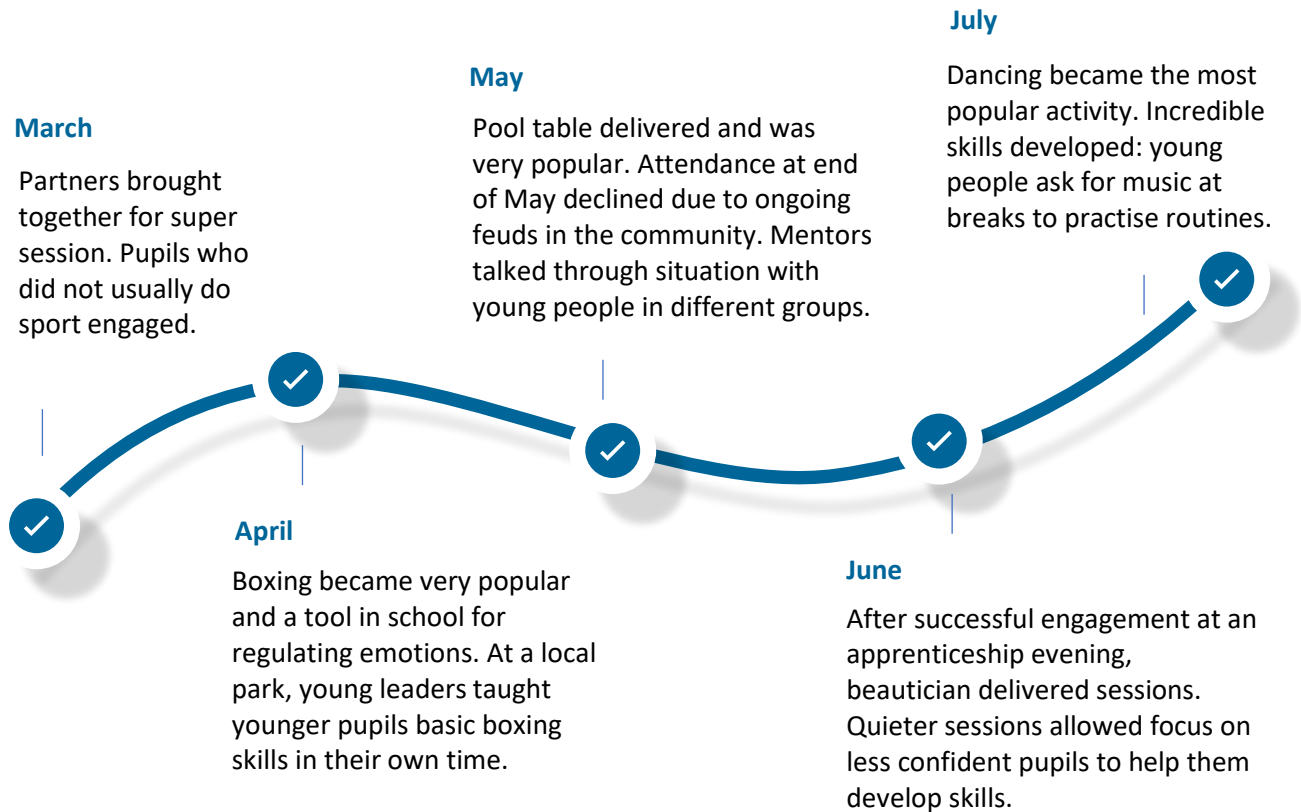 March
Partners brought
together for super
session. Pupils who
did not usually do
sport engaged.
April
Boxing became very popular
and a tool in school for
regulating emotions. At a local
park, young leaders taught
younger pupils basic boxing
skills in their own time.
May
Pool table delivered and was
very popular. Attendance at end
of May declined due to ongoing
feuds in the community. Mentors
talked through situation with
young people in different groups.
June
After successful engagement at an
apprenticeship evening,
beautician delivered sessions.
Quieter sessions allowed focus on
less confident pupils to help them
develop skills.
July
Dancing became the most
popular activity. Incredible
skills developed: young
people ask for music at
breaks to practise routines.